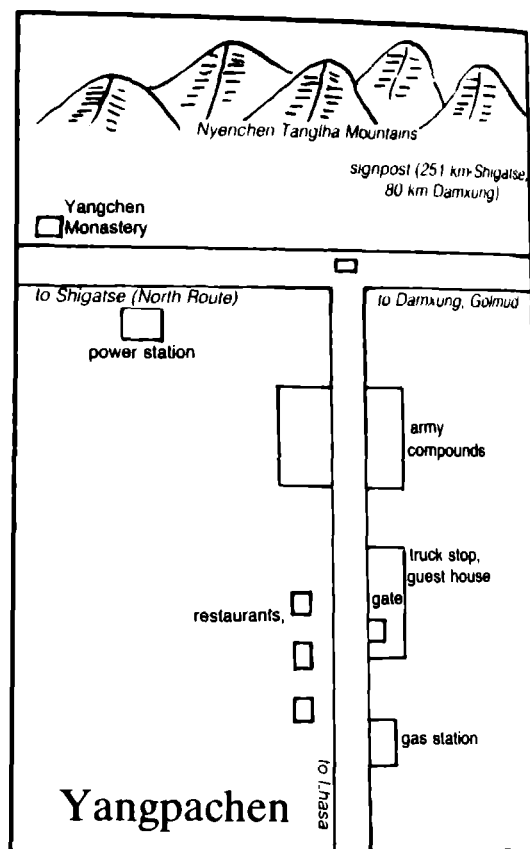 Nyenchen Tanglha Mountains
signpost (251 km-Shigatse,
80 km Damxung)
Yangchen
Monastery
to Shigatse (North Route)
to Damxung, Golmud
power station
army
compounds
truck stop,
guest house
gate
restaurants,
gas station
to Lhasa
Yangpachen